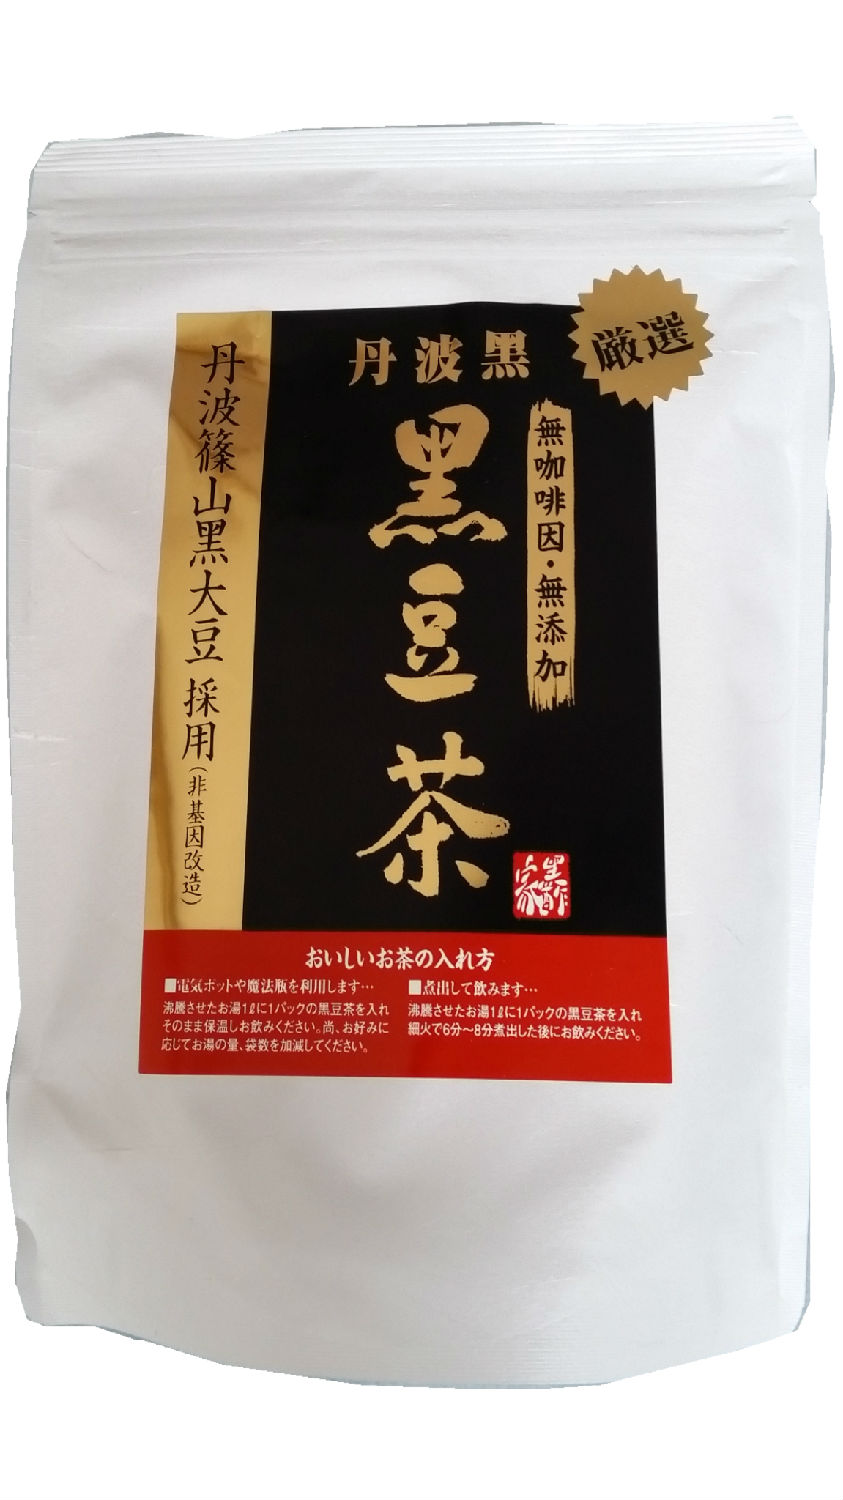 厳選
丹波黒
黒豆茶
無咖啡因・無添加
丹波篠山黒大豆 採用(非基因改造)
おいしいお茶の入れ方
■電気ポットや魔法瓶を利用します…
沸騰させたお湯1ℓに1パックの黒豆茶を入れ
そのまま保温しお飲みください。尚、お好みに
応じてお湯の量、袋数を加減してください。
■煮出して飲みます…
沸騰させたお湯1ℓに1パックの黒豆茶を入れ
細火で6分〜8分煮出した後にお飲みください。